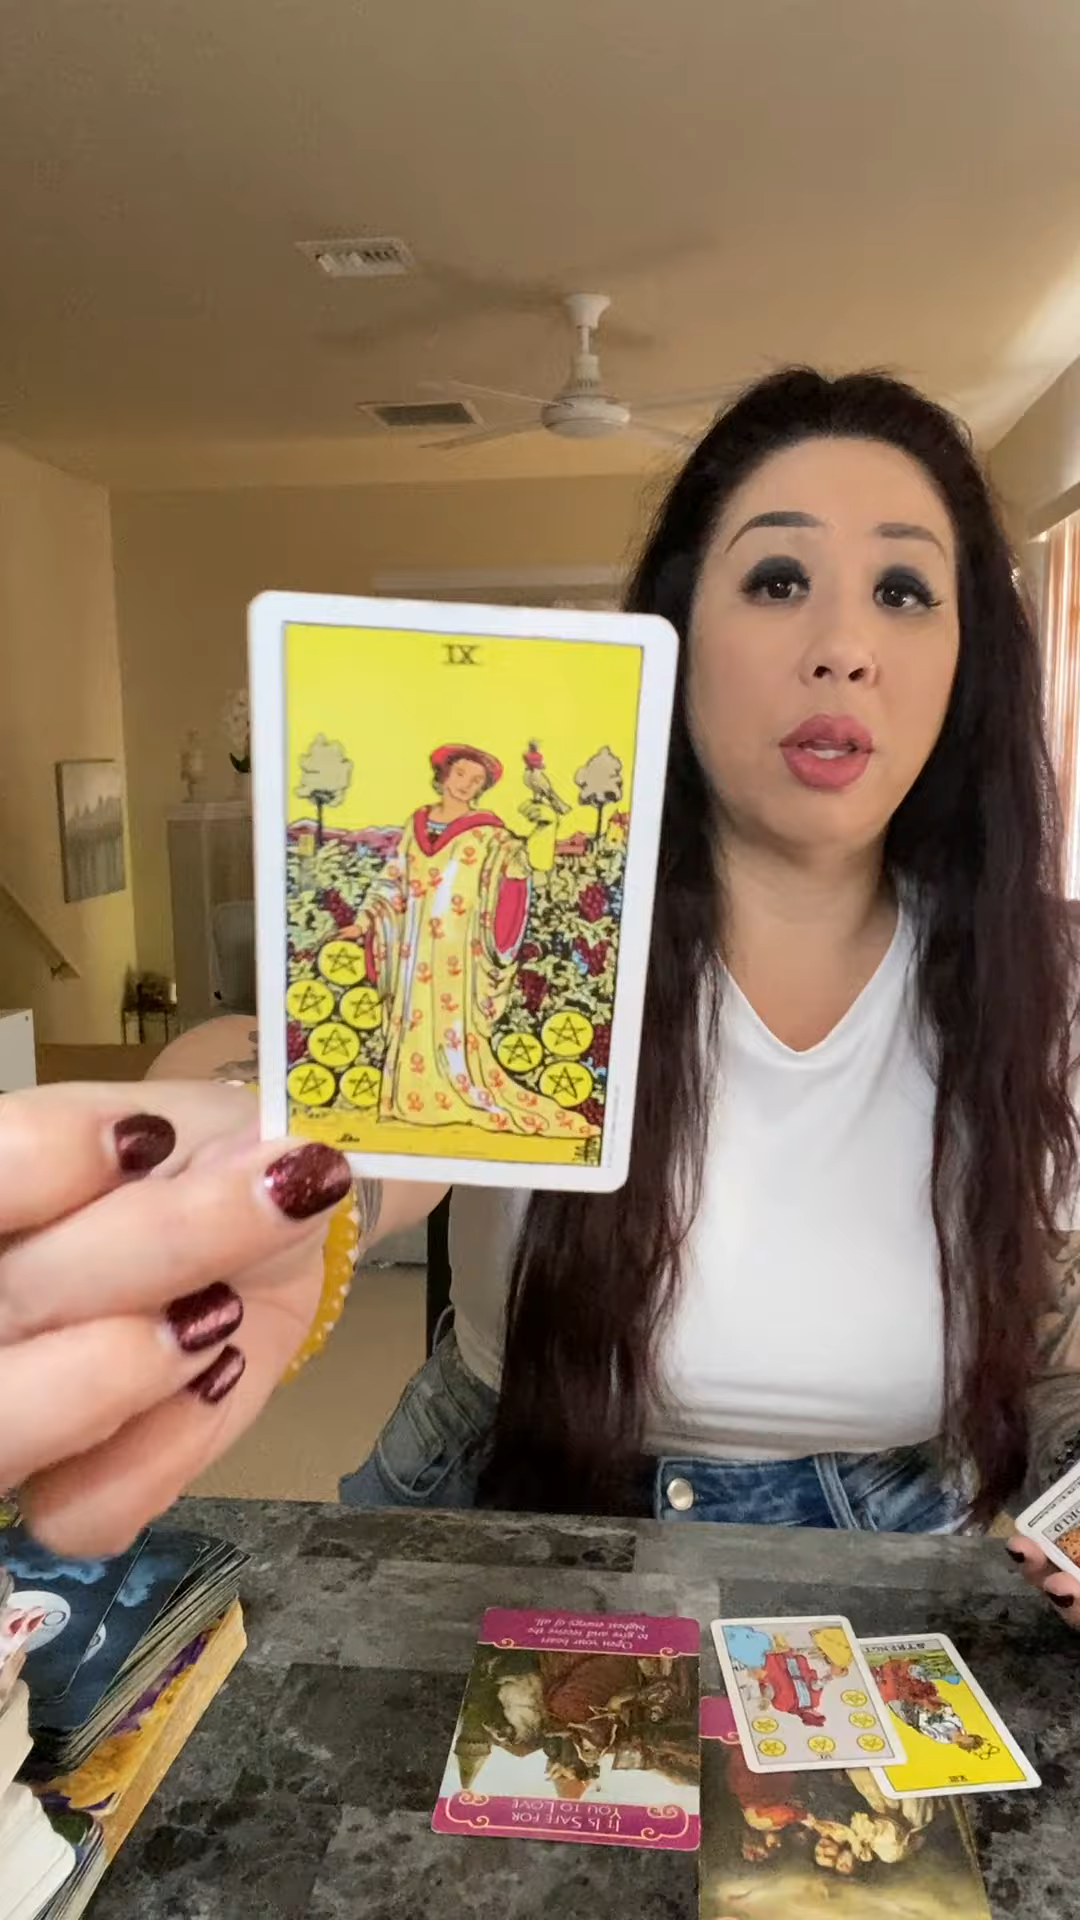 IX
Open your heart
to give and receive the
highest energy of all.
IT IS SAFE FOR
YOU TO LOVE
VI
STRENGTH
VIII